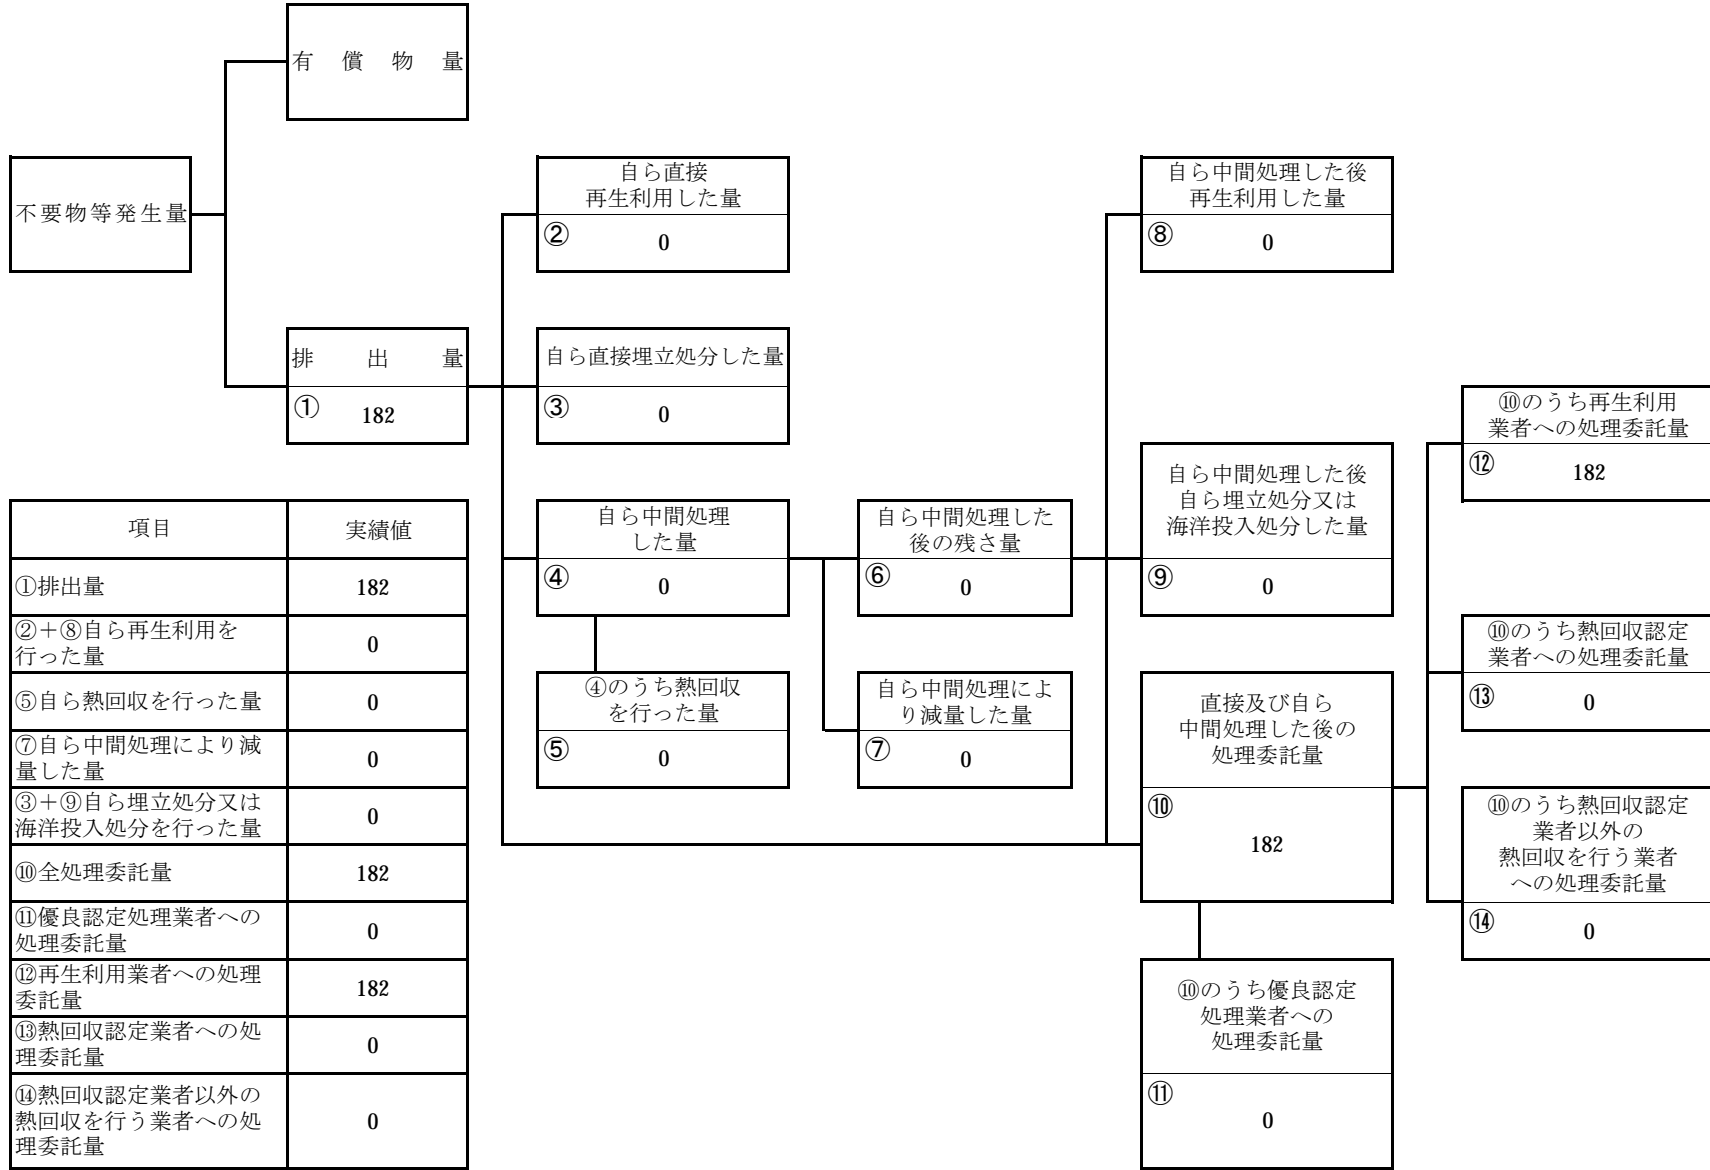 有償物量
不要物等発生量
排出量
① 182
自ら直接
再生利用した量
② 0
自ら直接埋立処分した量
③ 0
自ら中間処理
した量
④ 0
④のうち熱回収
を行った量
⑤ 0
自ら中間処理した
後の残さ量
⑥ 0
自ら中間処理によ
り減量した量
⑦ 0
自ら中間処理した後
再生利用した量
⑧ 0
自ら中間処理した後
自ら埋立処分又は
海洋投入処分した量
⑨ 0
直接及び自ら
中間処理した後の
処理委託量
⑩
182
⑩のうち優良認定
処理業者への
処理委託量
⑪
0
⑩のうち再生利用
業者への処理委託量
⑫ 182
⑩のうち熱回収認定
業者への処理委託量
⑬ 0
⑩のうち熱回収認定
業者以外の
熱回収を行う業者
への処理委託量
⑭ 0
項目 実績値
①排出量 182
②+⑧自ら再生利用を
行った量 0
⑤自ら熱回収を行った量 0
⑦自ら中間処理により減
量した量 0
③+⑨自ら埋立処分又は
海洋投入処分を行った量 0
⑩全処理委託量 182
⑪優良認定処理業者への
処理委託量 0
⑫再生利用業者への処理
委託量 182
⑬熱回収認定業者への処
理委託量 0
⑭熱回収認定業者以外の
熱回収を行う業者への処
理委託量 0